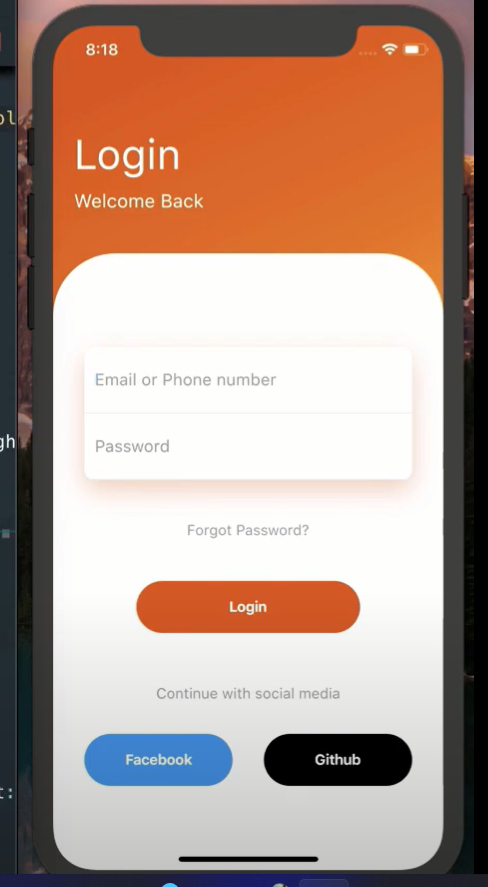 8:18
Login
Welcome Back
Email or Phone number
Password
Forgot Password?
Login
Continue with social media
Facebook Github